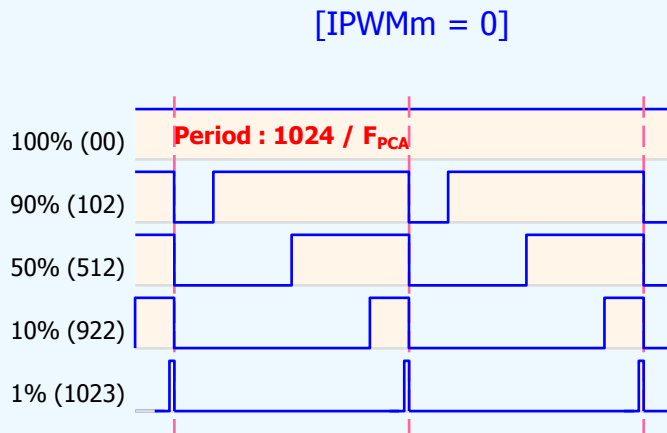 [IPWMm = 0]
100% (00)
Period : 1024 / FPCA
90% (102)
50% (512)
10% (922)
1% (1023)